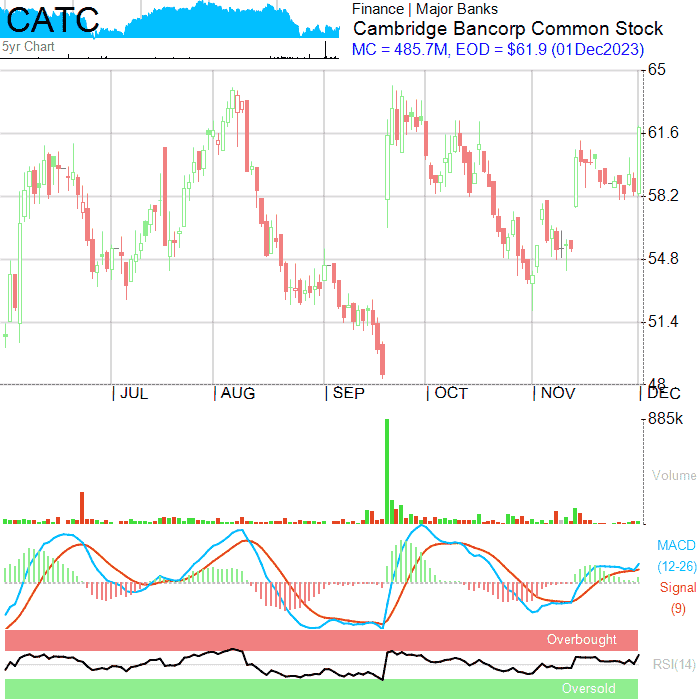 CATC
5yr Chart
Finance | Major Banks
Cambridge Bancorp Common Stock
MC = 485.7M, EOD = $61.9 (01Dec2023)
65
61.6
58.2
54.8
51.4
48
JUL AUG SEP OCT NOV DEC
885k
Volume
MACD
(12-26)
Signal
(9)
Overbought
RSI(14)
Oversold